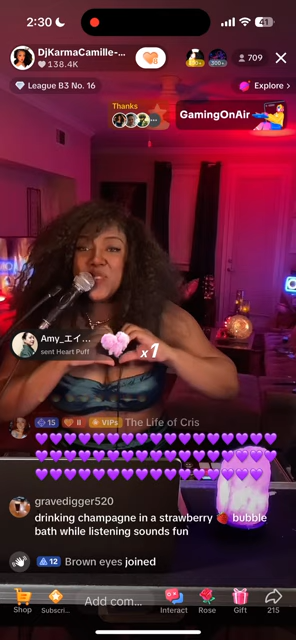 2:30
41
DjKarmaCamille-...
138.4K
709
League B3 No. 16
Explore >
Thanks
GamingOnAir
Amy_エイ...
sent Heart Puff
x1
15 II VIPs The Life of Cris
💜💜💜💜💜💜💜💜💜💜💜💜💜💜💜💜💜💜
💜💜💜💜💜💜💜💜💜💜💜💜💜💜💜💜💜💜
💜💜💜💜💜💜💜💜💜💜💜💜💜💜💜
gravedigger520
drinking champagne in a strawberry 🍓 bubble
bath while listening sounds fun
12 Brown eyes joined
Shop
Subscri...
Add com...
Interact
Rose
Gift
215